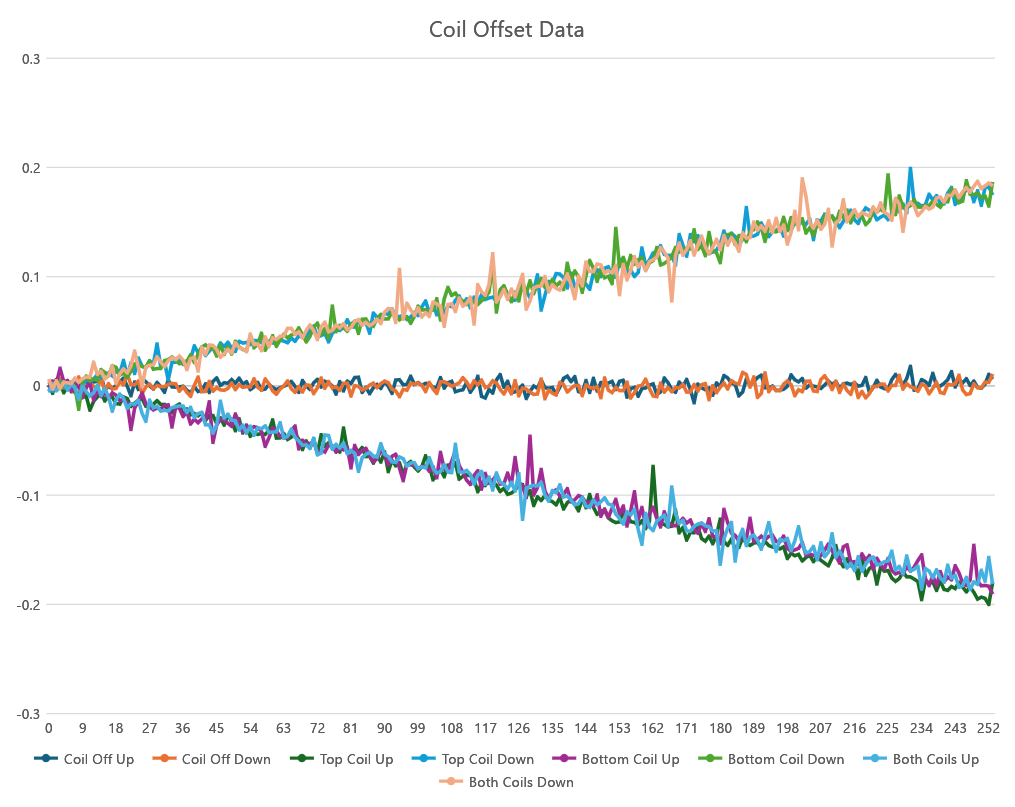 Coil Offset Data
0.3
0.2
0.1
0
-0.1
-0.2
-0.3
0 9 18 27 36 45 54 63 72 81 90 99 108 117 126 135 144 153 162 171 180 189 198 207 216 225 234 243 252
Coil Off Up Coil Off Down Top Coil Up Top Coil Down Bottom Coil Up Bottom Coil Down Both Coils Up
Both Coils Down